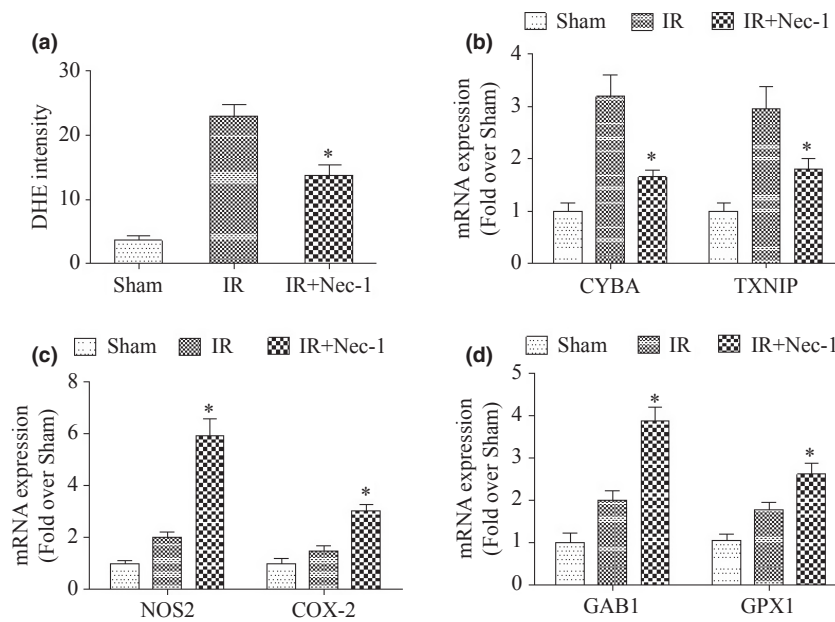 (a)
30
20
10
0
DHE intensity
*
Sham IR IR+Nec-1
(b)
Sham IR IR+Nec-1
4
3
2
1
0
mRNA expression
(Fold over Sham)
* *
CYBA TXNIP
(c)
Sham IR IR+Nec-1
8
6
4
2
0
mRNA expression
(Fold over Sham)
* *
NOS2 COX-2
(d)
Sham IR IR+Nec-1
5
4
3
2
1
0
mRNA expression
(Fold over Sham)
* *
GAB1 GPX1